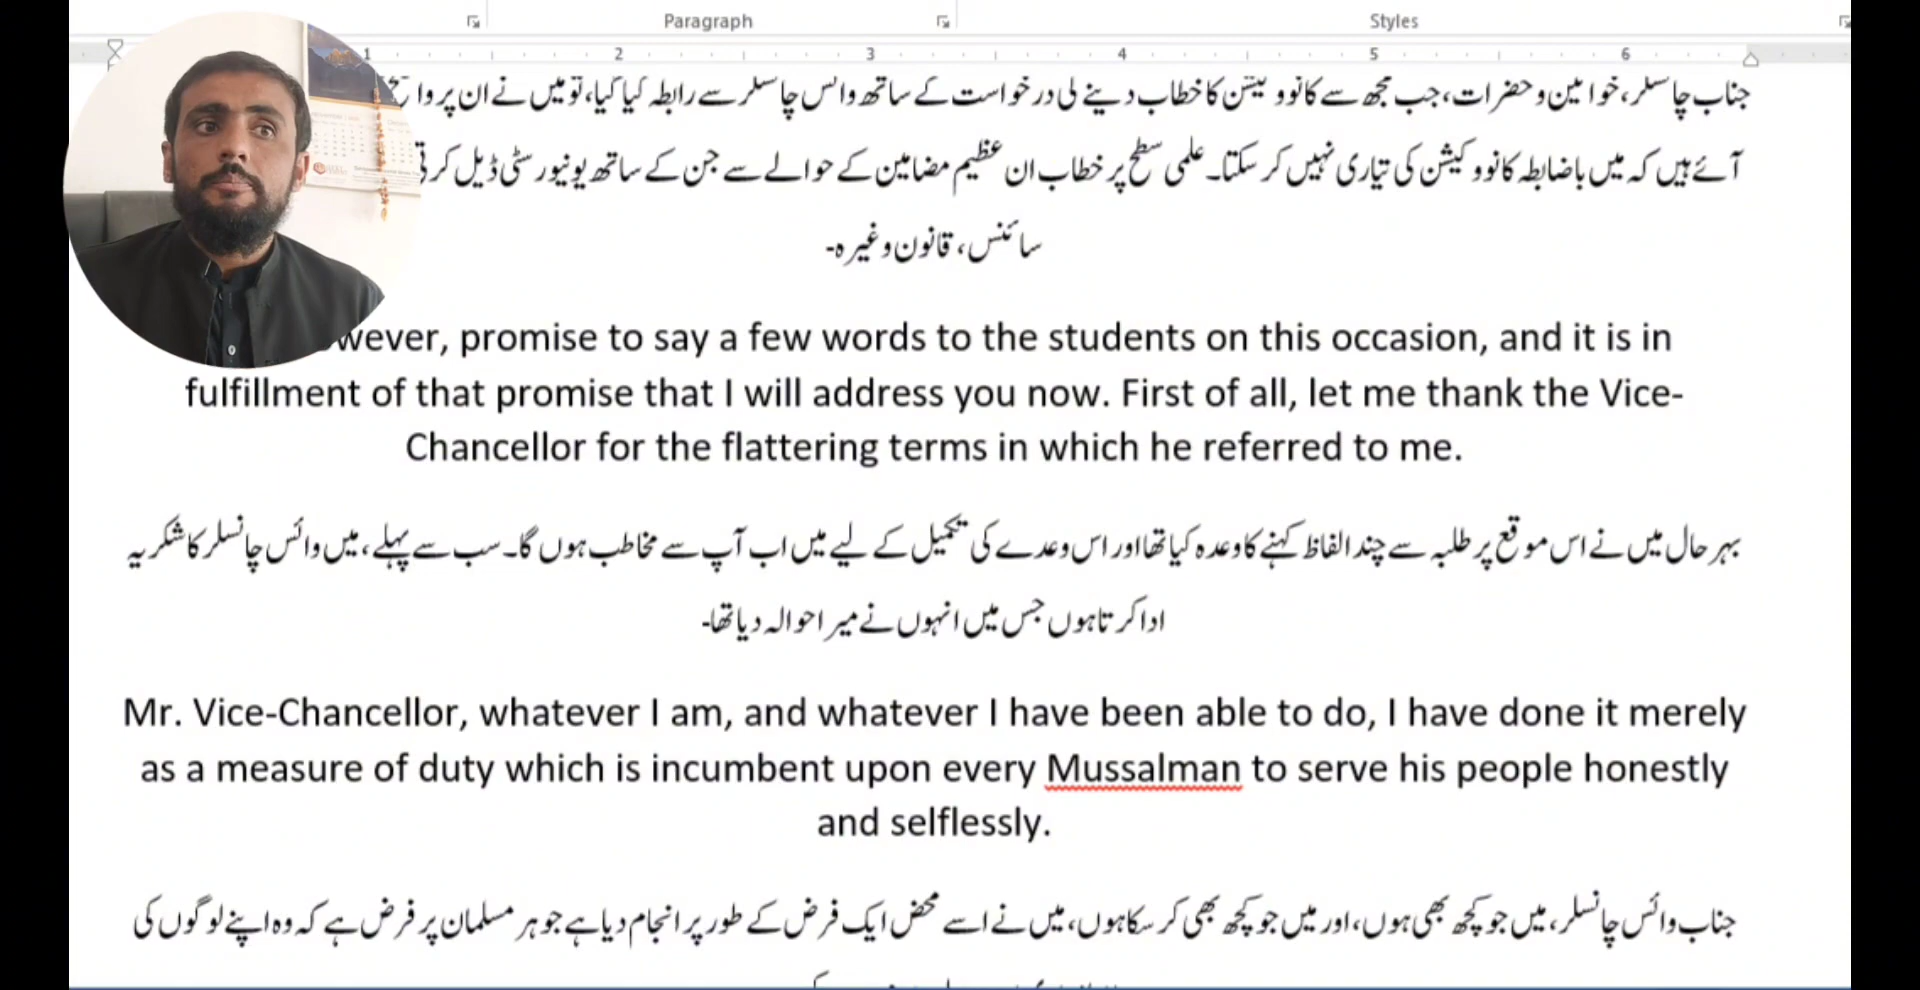 Paragraph
Styles
1 2 3 4 5 6
جناب چانسلر، خواتین و حضرات، جب مجھ سے کانووکیشن کا خطاب دینے کی درخواست کے ساتھ وائس چانسلر سے رابطہ کیا گیا، تو میں نے ان پر
آئے ہیں کہ میں باضابطہ کانووکیشن کی تیاری نہیں کر سکتا۔ علمی سطح پر خطاب ان عظیم مضامین کے حوالے سے جن کے ساتھ یونیورسٹی ڈیل کرتی
سائنس، قانون وغیرہ-
wever, promise to say a few words to the students on this occasion, and it is in
fulfillment of that promise that I will address you now. First of all, let me thank the Vice-
Chancellor for the flattering terms in which he referred to me.
بہر حال میں نے اس موقع پر طلبہ سے چند الفاظ کہنے کا وعدہ کیا تھا اور اس وعدے کی تکمیل کے لیے میں اب آپ سے مخاطب ہوں گا۔ سب سے پہلے، میں وائس چانسلر کا شکریہ
ادا کرتا ہوں جس میں انہوں نے میرا حوالہ دیا تھا-
Mr. Vice-Chancellor, whatever I am, and whatever I have been able to do, I have done it merely
as a measure of duty which is incumbent upon every Mussalman to serve his people honestly
and selflessly.
جناب وائس چانسلر، میں جو کچھ بھی ہوں، اور میں جو کچھ بھی کر سکا ہوں، میں نے اسے محض ایک فرض کے طور پر انجام دیا ہے جو ہر مسلمان پر فرض ہے کہ وہ اپنے لوگوں کی